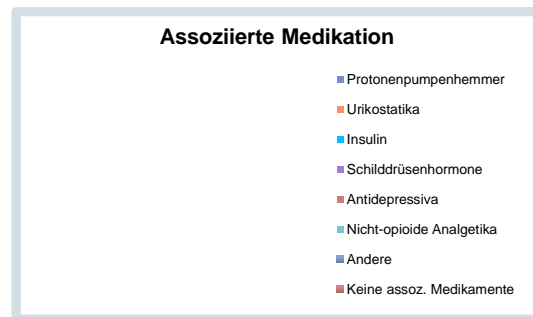 Assoziierte Medikation
Protonenpumpenhemmer
Urikostatika
Insulin
Schilddrüsenhormone
Antidepressiva
Nicht-opioide Analgetika
Andere
Keine assoz. Medikamente